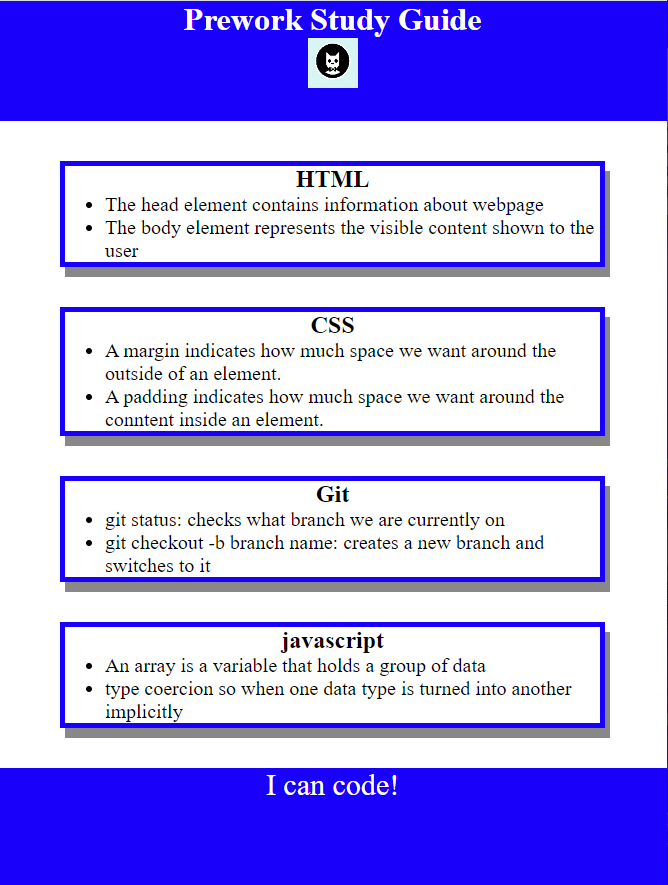 Prework Study Guide
HTML
• The head element contains information about webpage
• The body element represents the visible content shown to the
user
CSS
• A margin indicates how much space we want around the
outside of an element.
• A padding indicates how much space we want around the
conntent inside an element.
Git
• git status: checks what branch we are currently on
• git checkout -b branch name: creates a new branch and
switches to it
javascript
• An array is a variable that holds a group of data
• type coercion so when one data type is turned into another
implicitly
I can code!